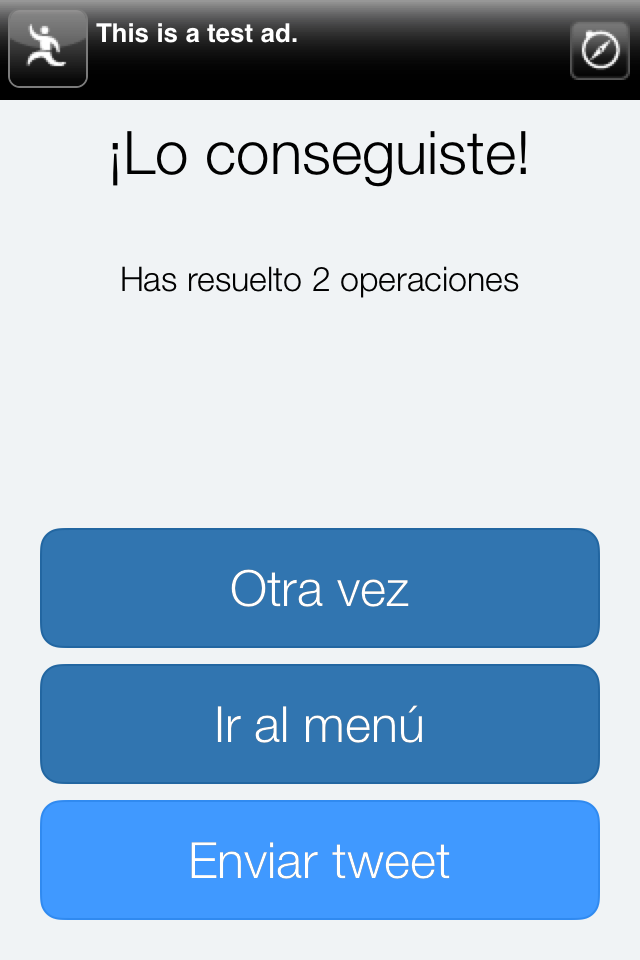 This is a test ad.
¡Lo conseguiste!
Has resuelto 2 operaciones
Otra vez
Ir al menú
Enviar tweet